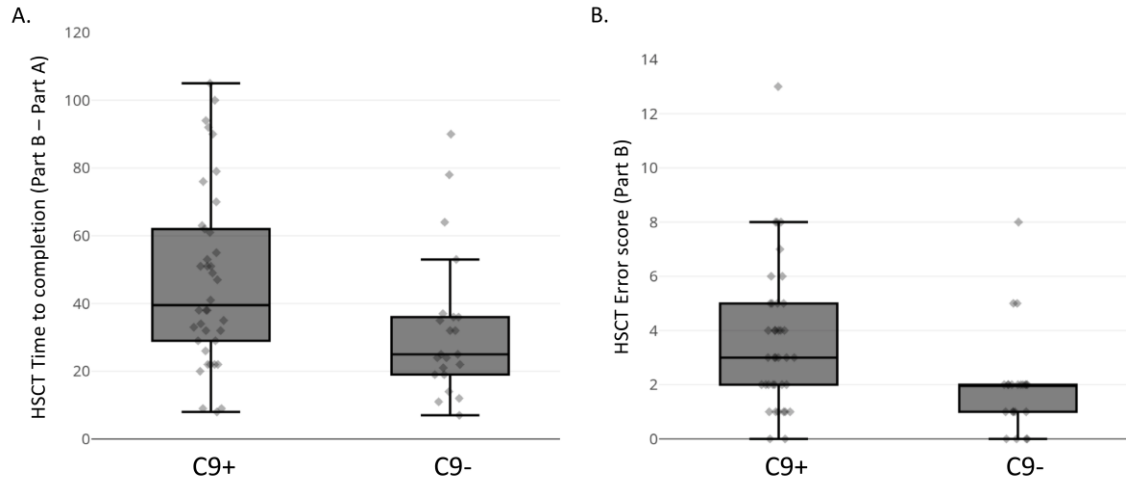 A.
HSCT Time to completion (Part B – Part A)
120
100
80
60
40
20
0
C9+
C9-
B.
HSCT Error score (Part B)
14
12
10
8
6
4
2
0
C9+
C9-